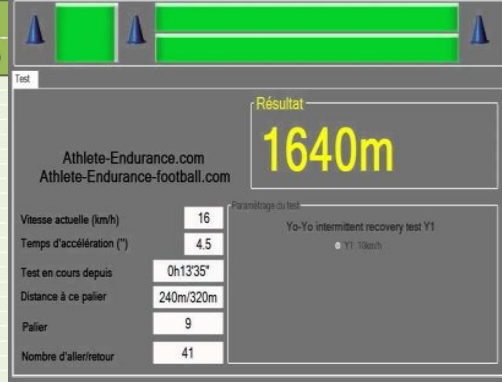 Test
Résultat
1640m
Athlete-Endurance.com
Athlete-Endurance-football.com
Paramétrage du test
Yo-Yo intermittent recovery test Y1
Y1 10km/h
Vitesse actuelle (km/h) 16
Temps d'accélération (") 4.5
Test en cours depuis 0h13'35"
Distance à ce palier 240m/320m
Palier 9
Nombre d'aller/retour 41